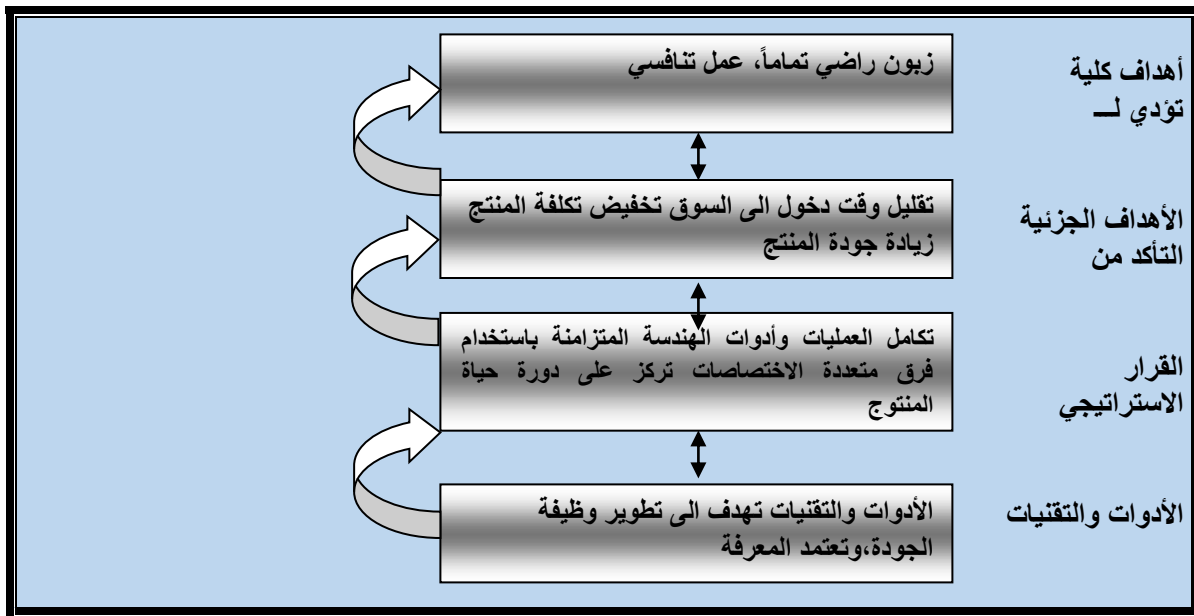 زبون راضي تماماً، عمل تنافسي
أهداف كلية
تؤدي لــ
تقليل وقت دخول الى السوق تخفيض تكلفة المنتج
زيادة جودة المنتج
الأهداف الجزئية
التأكد من
تكامل العمليات وأدوات الهندسة المتزامنة باستخدام
فرق متعددة الاختصاصات تركز على دورة حياة
المنتوج
القرار
الاستراتيجي
الأدوات والتقنيات تهدف الى تطوير وظيفة
الجودة،وتعتمد المعرفة
الأدوات والتقنيات